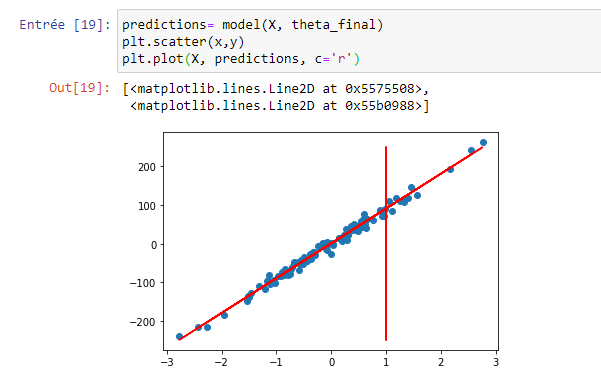 Entrée [19]: predictions= model(X, theta_final)
plt.scatter(x,y)
plt.plot(X, predictions, c='r')
Out[19]: [<matplotlib.lines.Line2D at 0x5575508>,
<matplotlib.lines.Line2D at 0x55b0988>]
200
100
0
−100
−200
−3 −2 −1 0 1 2 3